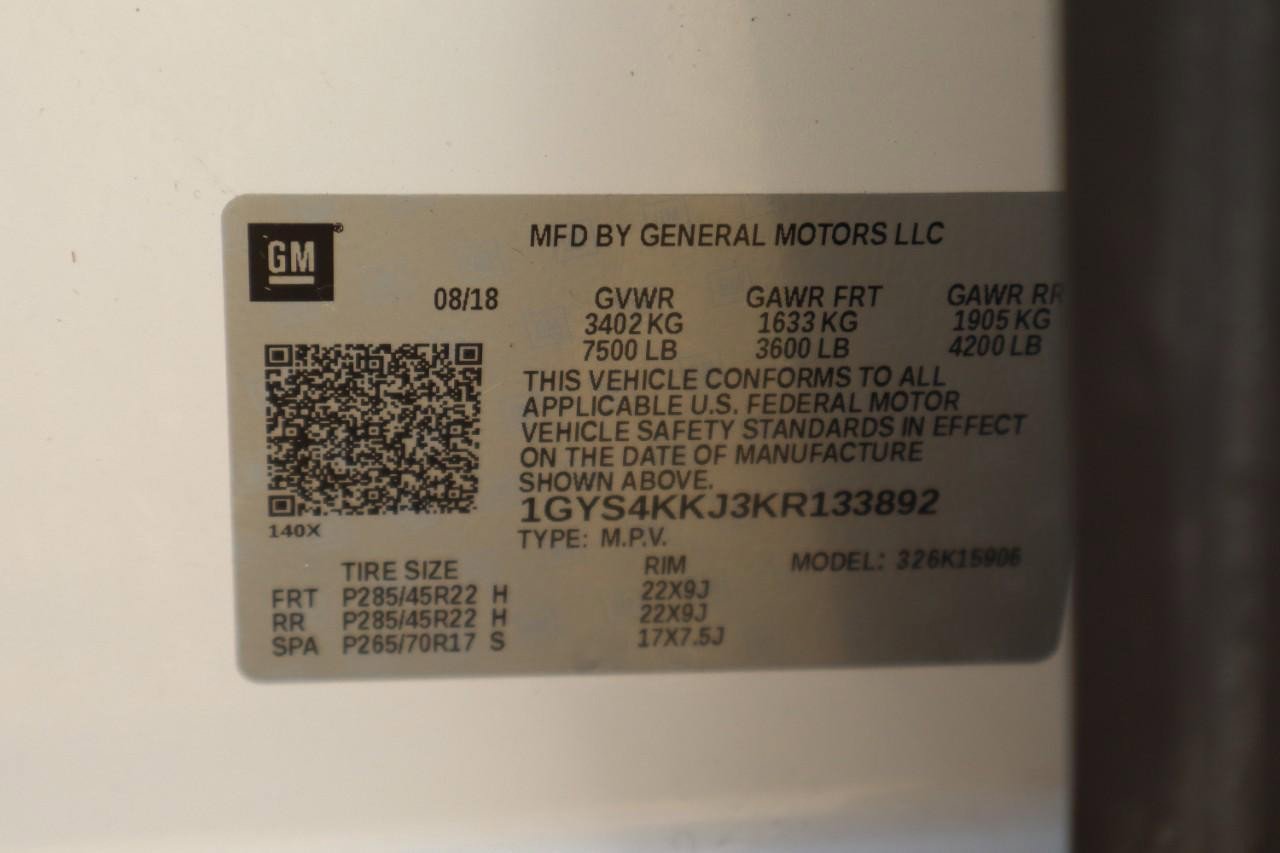 GM®
MFD BY GENERAL MOTORS LLC
08/18 GVWR GAWR FRT GAWR RR
3402 KG 1633 KG 1905 KG
7500 LB 3600 LB 4200 LB
THIS VEHICLE CONFORMS TO ALL
APPLICABLE U.S. FEDERAL MOTOR
VEHICLE SAFETY STANDARDS IN EFFECT
ON THE DATE OF MANUFACTURE
SHOWN ABOVE.
1GYS4KKJ3KR133892
140X
TYPE: M.P.V.
TIRE SIZE RIM MODEL: 326K15906
FRT P285/45R22 H 22X9J
RR P285/45R22 H 22X9J
SPA P265/70R17 S 17X7.5J